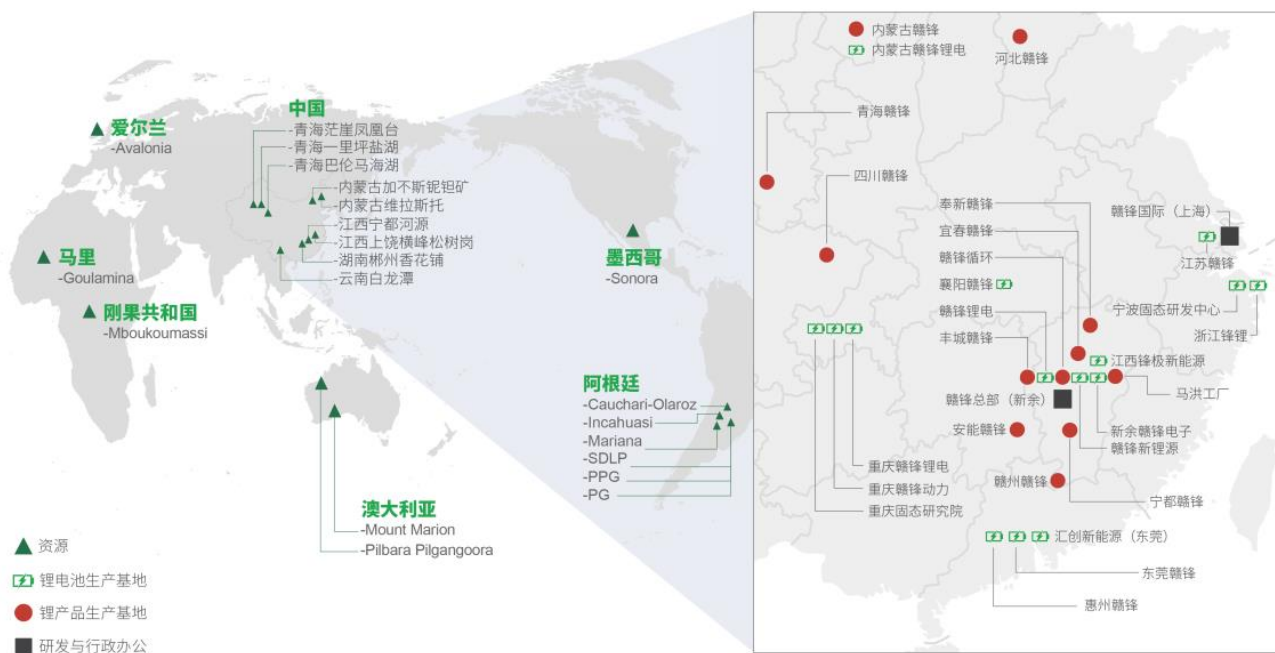 爱尔兰
-Avalonia
马里
-Goulamina
刚果共和国
-Mboukoumassi
中国
-青海茫崖凤凰台
-青海一里坪盐湖
-青海巴伦马海湖
-内蒙古加不斯铌钽矿
-内蒙古维拉斯托
-江西宁都河源
-江西上饶横峰松树岗
-湖南郴州香花铺
-云南白龙潭
澳大利亚
-Mount Marion
-Pilbara Pilgangoora
墨西哥
-Sonora
阿根廷
-Cauchari-Olaroz
-Incahuasi
-Mariana
-SDLP
-PPG
-PG
资源
锂电池生产基地
锂产品生产基地
研发与行政办公
内蒙古赣锋
内蒙古赣锋锂电
河北赣锋
青海赣锋
四川赣锋
奉新赣锋
宜春赣锋
赣锋循环
襄阳赣锋
赣锋锂电
丰城赣锋
赣锋国际（上海）
江苏赣锋
宁波固态研发中心
浙江锋锂
江西锋极新能源
马洪工厂
赣锋总部（新余）
安能赣锋
新余赣锋电子
赣锋新锂源
重庆赣锋锂电
重庆赣锋动力
重庆固态研究院
赣州赣锋
宁都赣锋
汇创新能源（东莞）
东莞赣锋
惠州赣锋